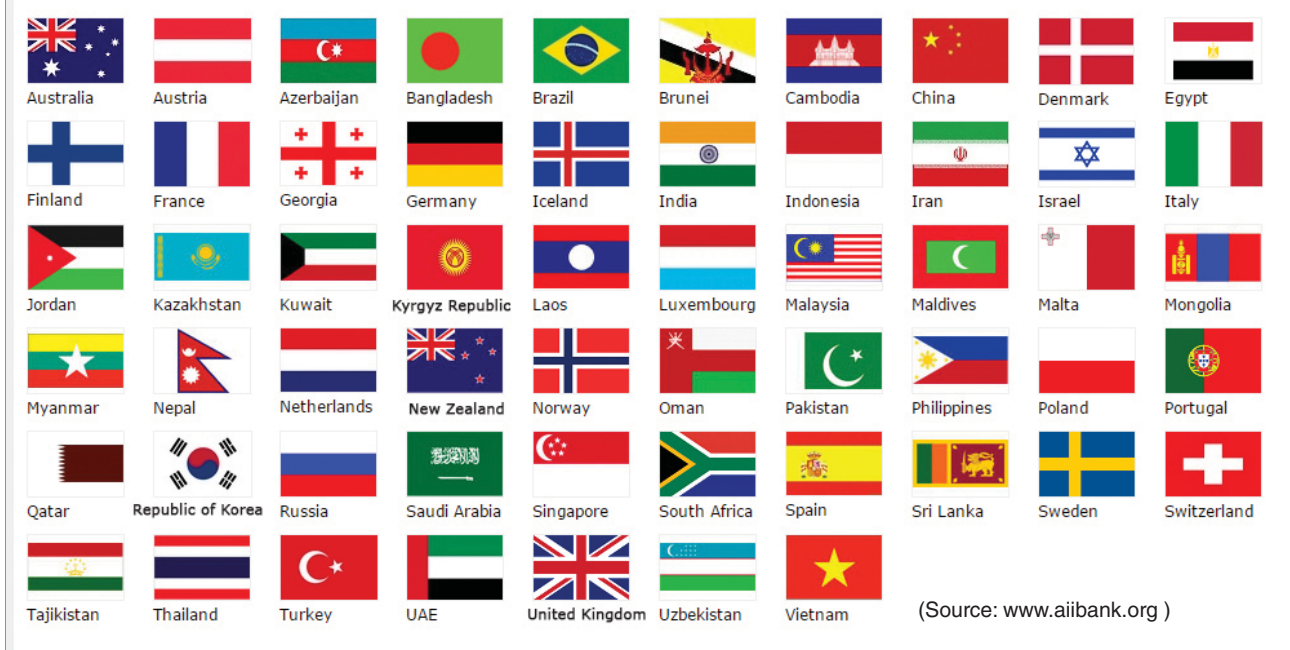 Australia Austria Azerbaijan Bangladesh Brazil Brunei Cambodia China Denmark Egypt
Finland France Georgia Germany Iceland India Indonesia Iran Israel Italy
Jordan Kazakhstan Kuwait Kyrgyz Republic Laos Luxembourg Malaysia Maldives Malta Mongolia
Myanmar Nepal Netherlands New Zealand Norway Oman Pakistan Philippines Poland Portugal
Qatar Republic of Korea Russia Saudi Arabia Singapore South Africa Spain Sri Lanka Sweden Switzerland
Tajikistan Thailand Turkey UAE United Kingdom Uzbekistan Vietnam
(Source: www.aiibank.org )